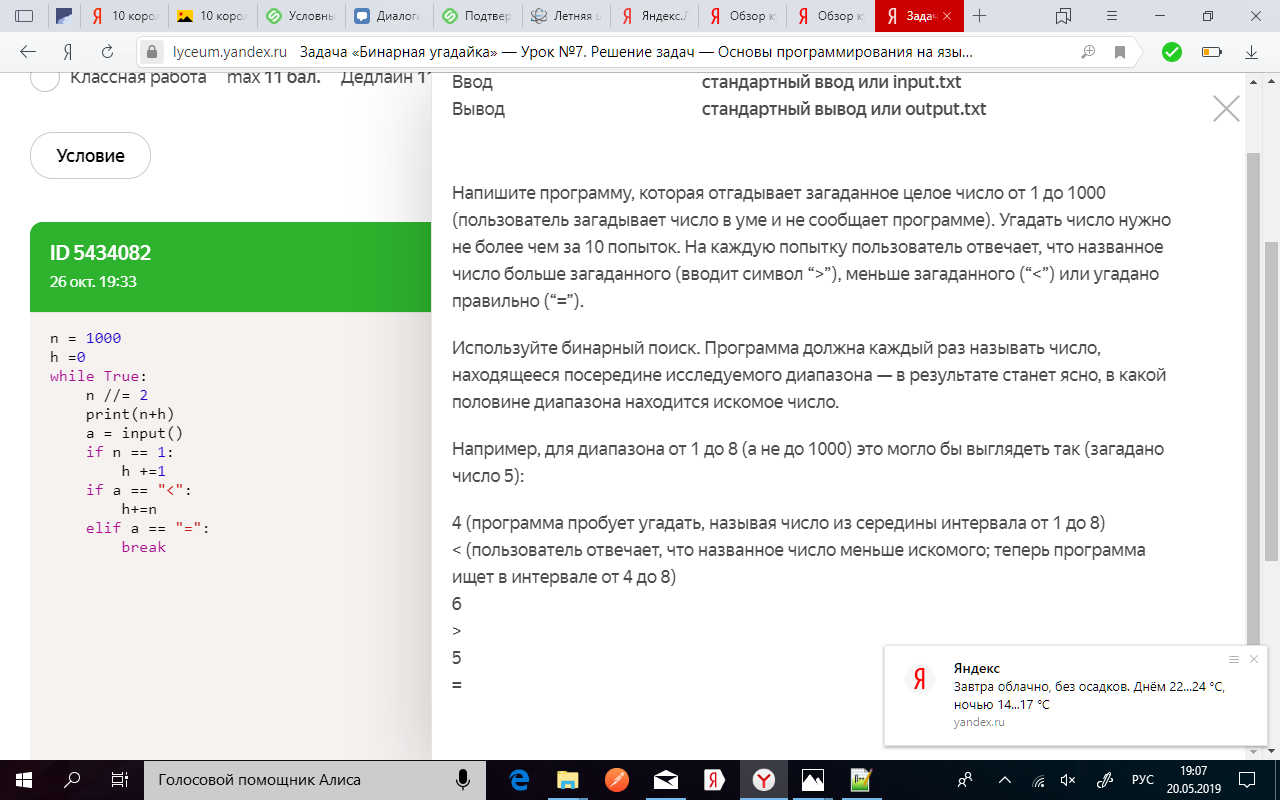 10 корол
10 корол
Условны
Диалоги
Подтвер
Летняя ш
Яндекс.Л
Обзор к
Обзор к
Задач
lyceum.yandex.ru Задача «Бинарная угадайка» — Урок №7. Решение задач — Основы программирования на язы...
Классная работа max 11 бал. Дедлайн 1
Условие
ID 5434082
26 окт. 19:33
n = 1000
h =0
while True:
    n //= 2
    print(n+h)
    a = input()
    if n == 1:
        h +=1
    if a == "<":
        h+=n
    elif a == "=":
        break
Ввод стандартный ввод или input.txt
Вывод стандартный вывод или output.txt
Напишите программу, которая отгадывает загаданное целое число от 1 до 1000
(пользователь загадывает число в уме и не сообщает программе). Угадать число нужно
не более чем за 10 попыток. На каждую попытку пользователь отвечает, что названное
число больше загаданного (вводит символ “>”), меньше загаданного (“<”) или угадано
правильно (“=”).
Используйте бинарный поиск. Программа должна каждый раз называть число,
находящееся посередине исследуемого диапазона — в результате станет ясно, в какой
половине диапазона находится искомое число.
Например, для диапазона от 1 до 8 (а не до 1000) это могло бы выглядеть так (загадано
число 5):
4 (программа пробует угадать, называя число из середины интервала от 1 до 8)
< (пользователь отвечает, что названное число меньше искомого; теперь программа
ищет в интервале от 4 до 8)
6
>
5
=
Яндекс
Завтра облачно, без осадков. Днём 22...24 °C,
ночью 14...17 °C
yandex.ru
Голосовой помощник Алиса
РУС
19:07
20.05.2019